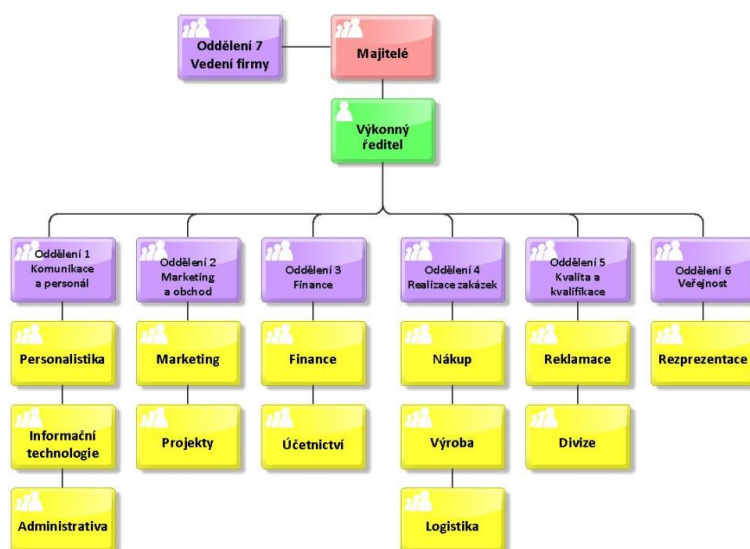 Oddělení 7
Vedení firmy
Majitelé
Výkonný
ředitel
Oddělení 1
Komunikace
a personál
Oddělení 2
Marketing
a obchod
Oddělení 3
Finance
Oddělení 4
Realizace zakázek
Oddělení 5
Kvalita a
kvalifikace
Oddělení 6
Veřejnost
Personalistika
Marketing
Finance
Nákup
Reklamace
Rezprezentace
Informační
technologie
Projekty
Účetnictví
Výroba
Divize
Administrativa
Logistika